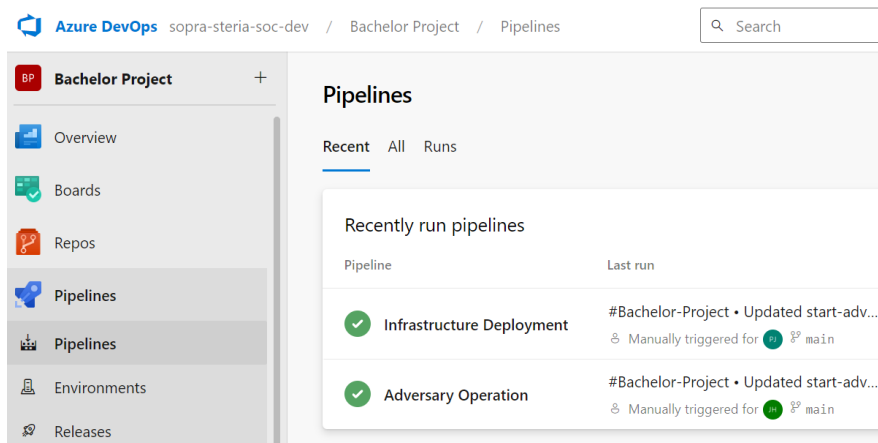 Azure DevOps sopra-steria-soc-dev / Bachelor Project / Pipelines
Search
BP Bachelor Project +
Overview
Boards
Repos
Pipelines
Pipelines
Environments
Releases
Pipelines
Recent All Runs
Recently run pipelines
Pipeline Last run
Infrastructure Deployment
#Bachelor-Project • Updated start-adv...
Manually triggered for PJ main
Adversary Operation
#Bachelor-Project • Updated start-adv...
Manually triggered for JH main